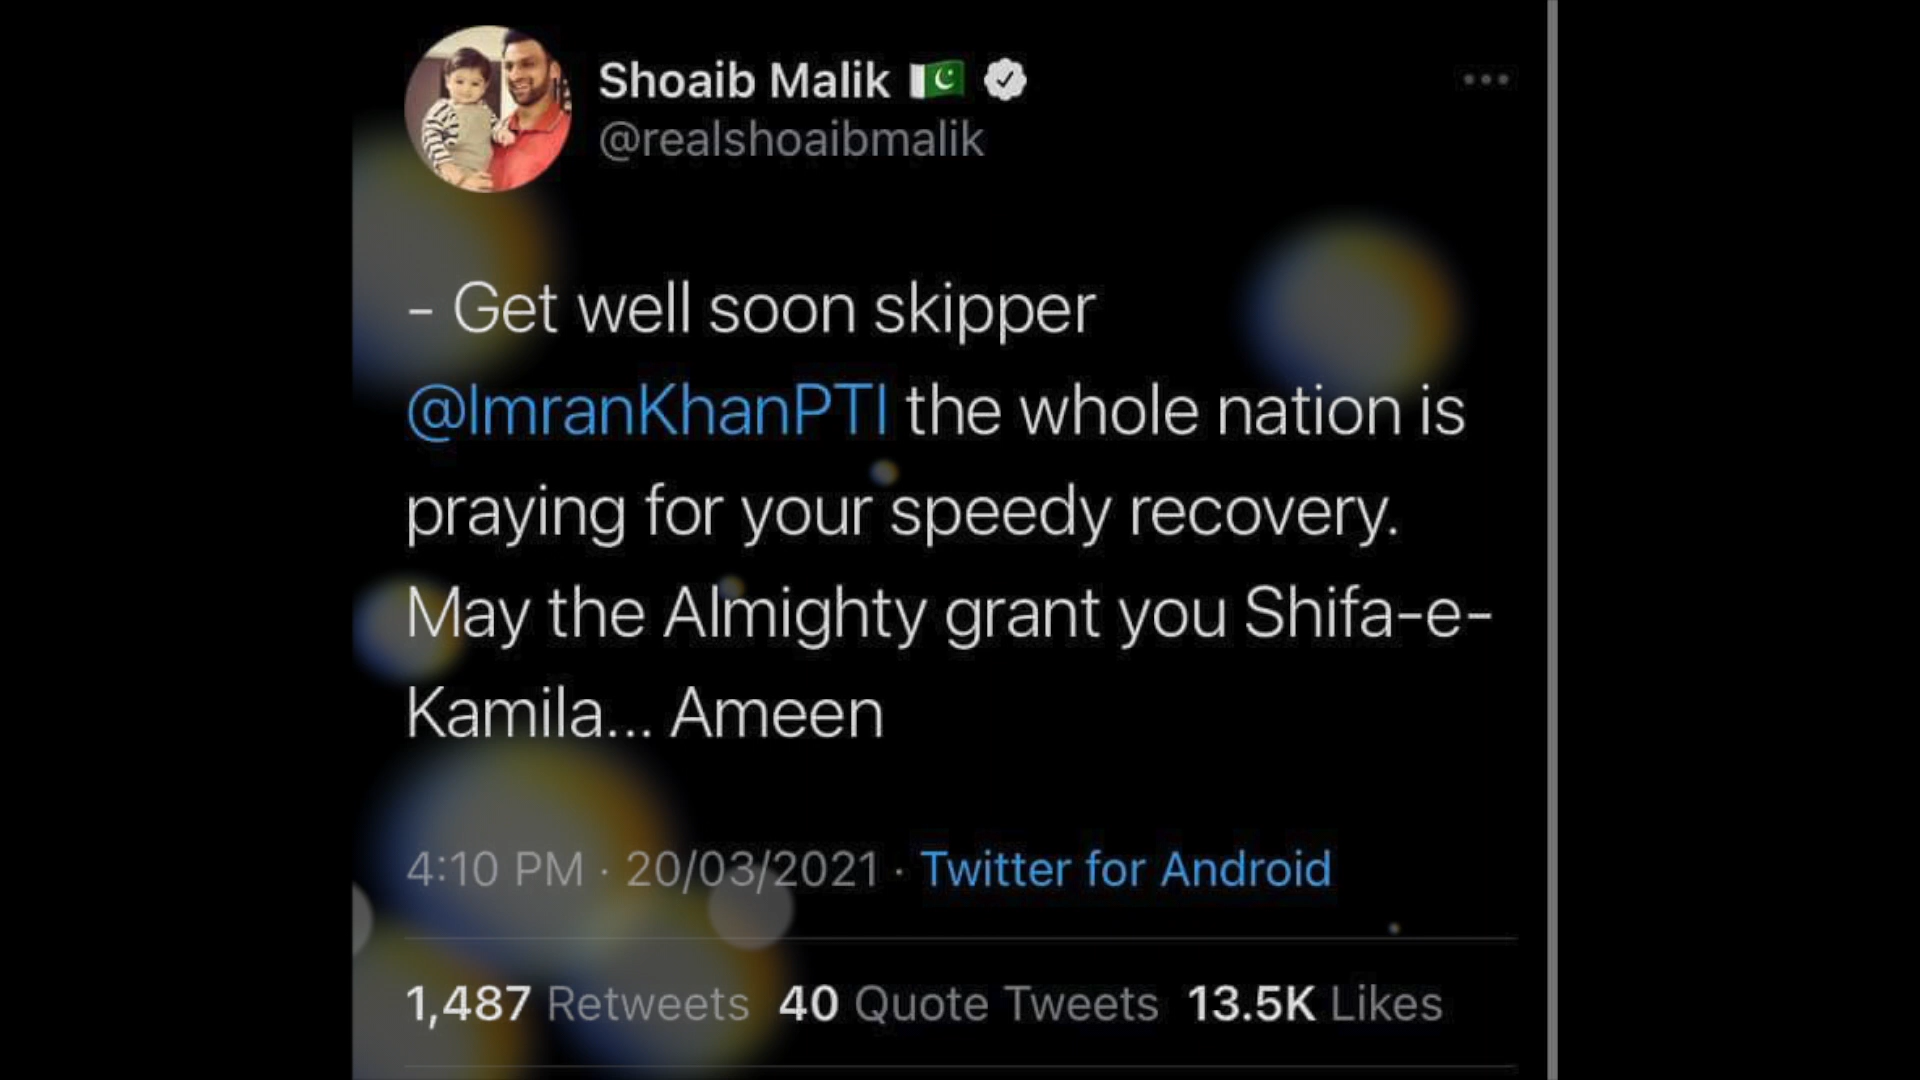 Shoaib Malik 🇵🇰
@realshoaibmalik
- Get well soon skipper
@ImranKhanPTI the whole nation is
praying for your speedy recovery.
May the Almighty grant you Shifa-e-
Kamila... Ameen
4:10 PM · 20/03/2021 · Twitter for Android
1,487 Retweets 40 Quote Tweets 13.5K Likes